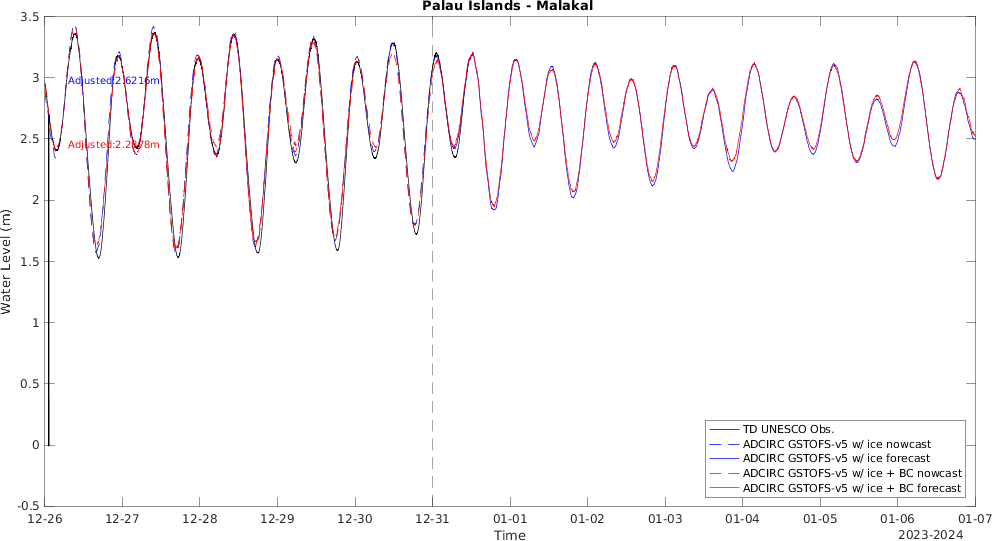 Palau Islands - Malakal
3.5
3
2.5
2
1.5
1
0.5
0
-0.5
Water Level (m)
Adjusted:2.6216m
TD UNESCO Obs.
ADCIRC GSTOFS-v5 w/ ice nowcast
ADCIRC GSTOFS-v5 w/ ice forecast
ADCIRC GSTOFS-v5 w/ ice + BC nowcast
ADCIRC GSTOFS-v5 w/ ice + BC forecast
12-26 12-27 12-28 12-29 12-30 12-31 01-01 01-02 01-03 01-04 01-05 01-06 01-07
Time
2023-2024